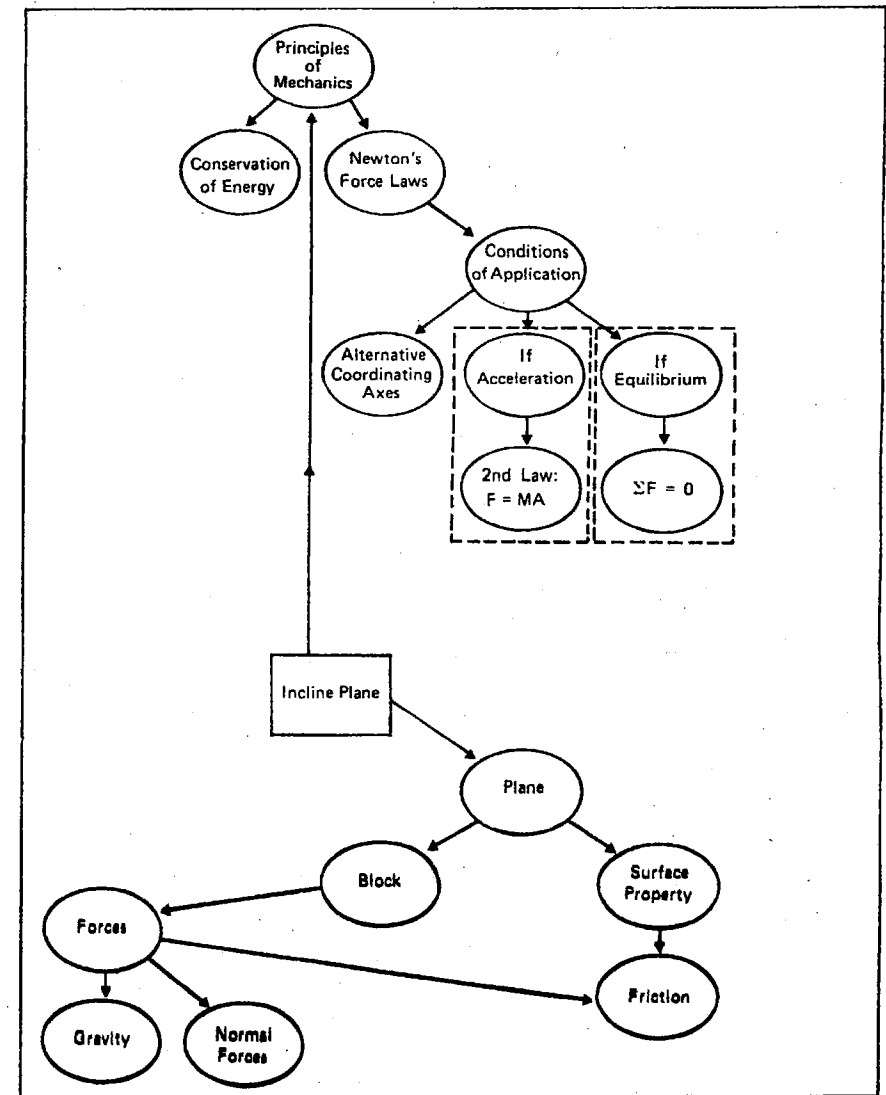 Principles
of
Mechanics
Conservation
of Energy
Newton's
Force Laws
Conditions
of Application
Alternative
Coordinating
Axes
If
Acceleration
If
Equilibrium
2nd Law:
F = MA
ΣF = 0
Incline Plane
Plane
Block
Surface
Property
Forces
Friction
Gravity
Normal
Forces